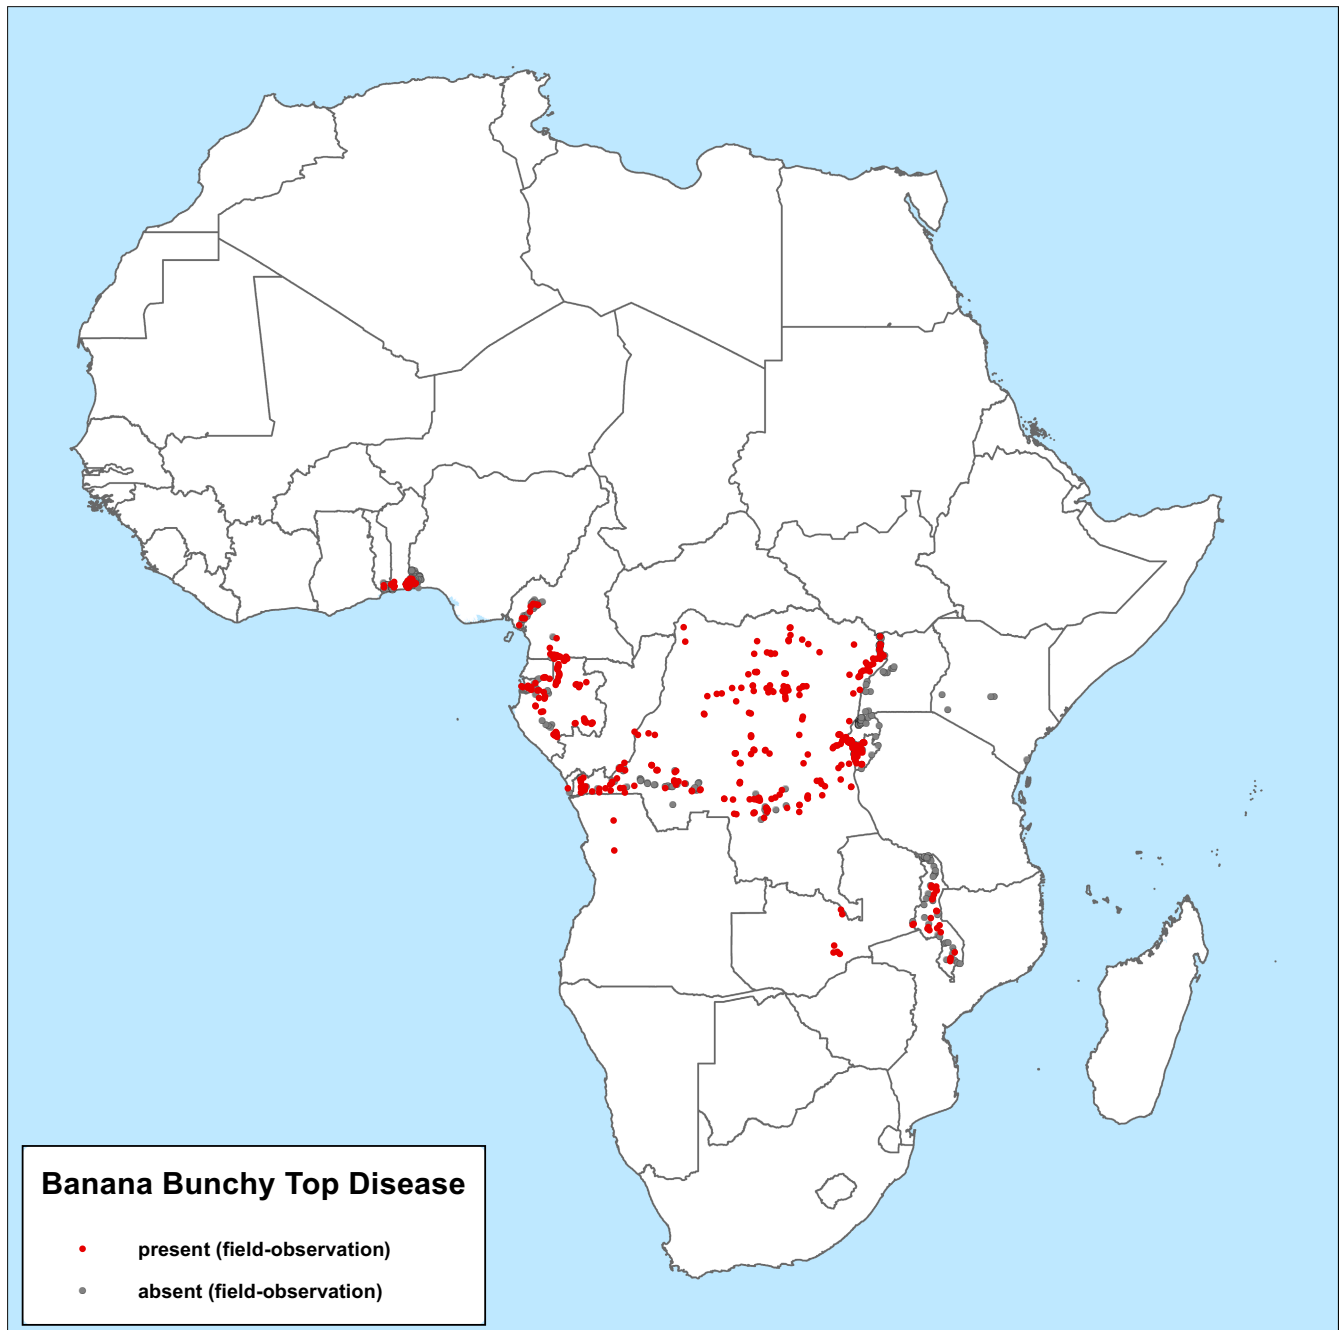 Banana Bunchy Top Disease
present (field-observation)
absent (field-observation)